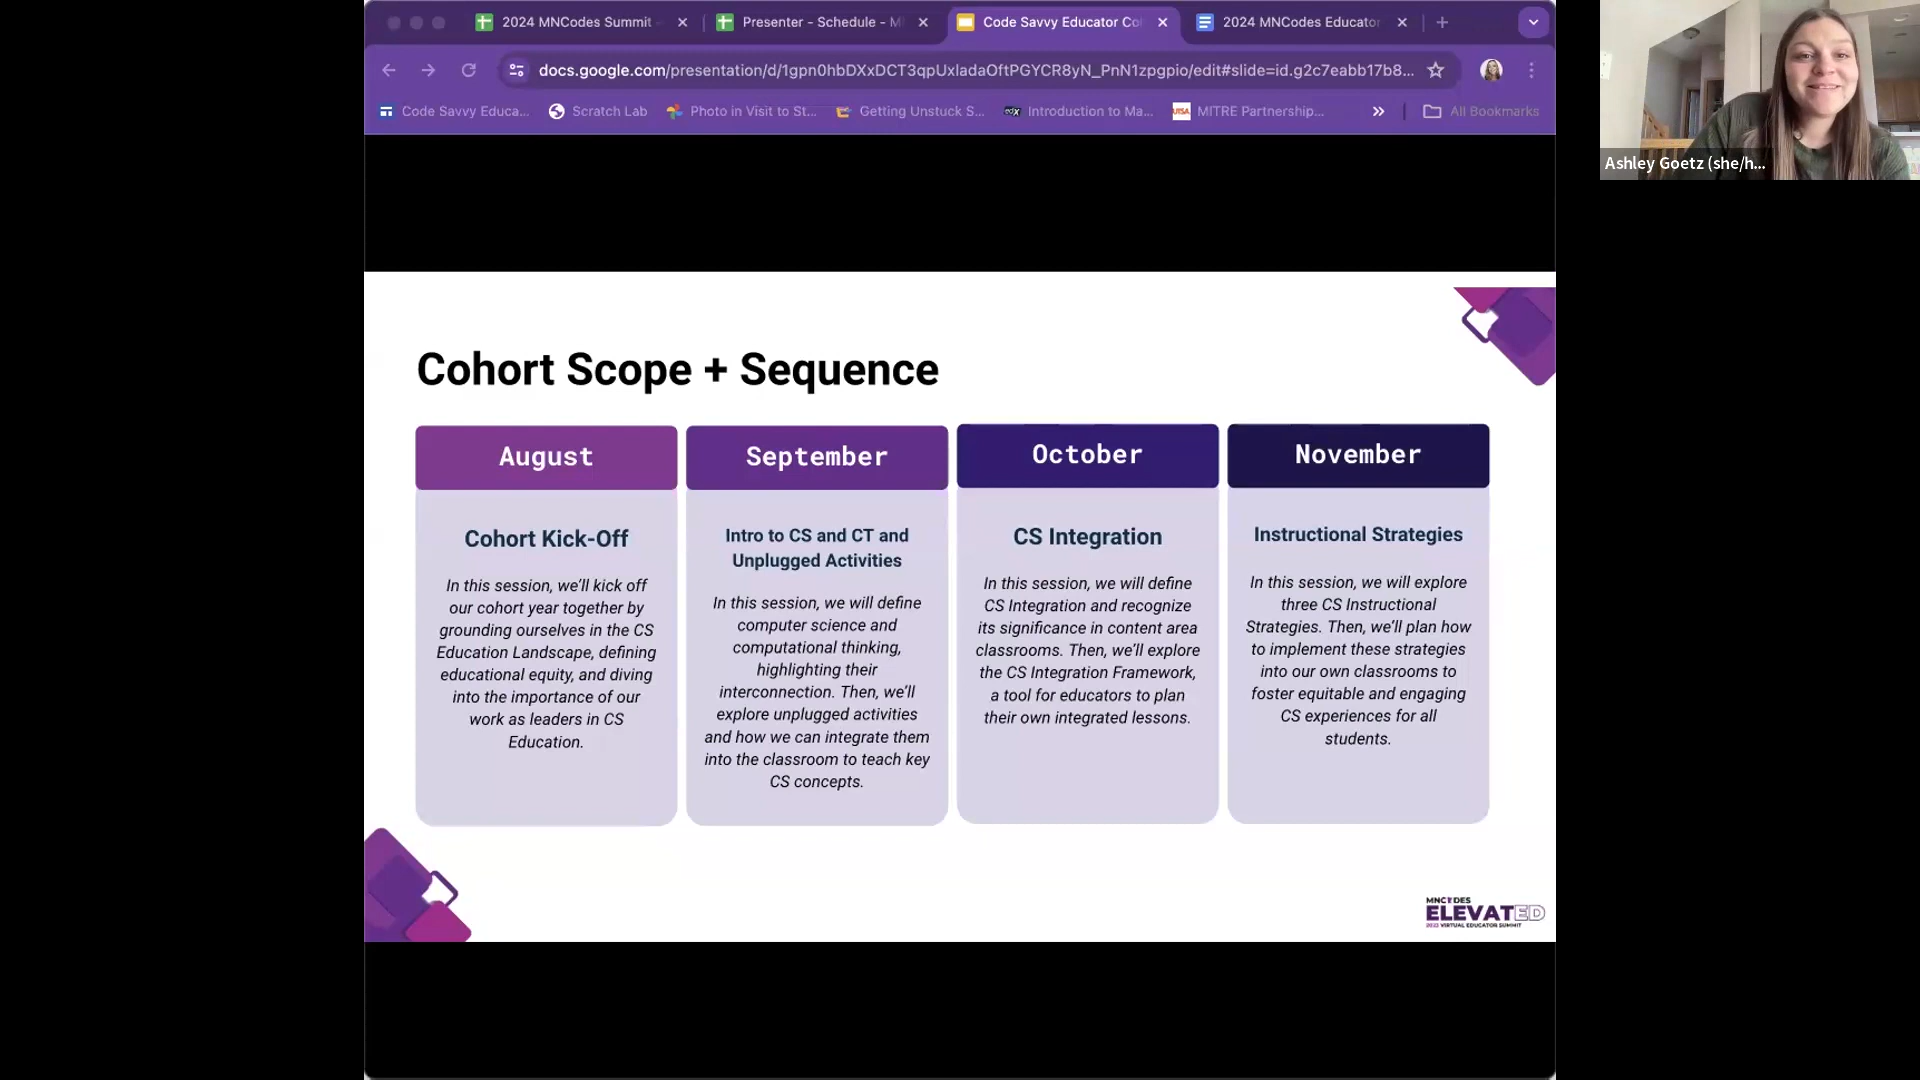 2024 MNCodes Summit -
Presenter - Schedule - M
Code Savvy Educator Co
2024 MNCodes Educator
docs.google.com/presentation/d/1gpn0hbDXxDCT3qpUxladaOftPGYCR8yN_PnN1zpgpio/edit#slide=id.g2c7eabb17b8...
Code Savvy Educa...
Scratch Lab
Photo in Visit to St...
Getting Unstuck S...
edX
Introduction to Ma...
MITRE Partnership...
All Bookmarks
Ashley Goetz (she/h...
Cohort Scope + Sequence
August
Cohort Kick-Off
In this session, we'll kick off
our cohort year together by
grounding ourselves in the CS
Education Landscape, defining
educational equity, and diving
into the importance of our
work as leaders in CS
Education.
September
Intro to CS and CT and
Unplugged Activities
In this session, we will define
computer science and
computational thinking,
highlighting their
interconnection. Then, we'll
explore unplugged activities
and how we can integrate them
into the classroom to teach key
CS concepts.
October
CS Integration
In this session, we will define
CS Integration and recognize
its significance in content area
classrooms. Then, we'll explore
the CS Integration Framework,
a tool for educators to plan
their own integrated lessons.
November
Instructional Strategies
In this session, we will explore
three CS Instructional
Strategies. Then, we'll plan how
to implement these strategies
into our own classrooms to
foster equitable and engaging
CS experiences for all
students.
MNCODES
ELEVATED
2023 VIRTUAL EDUCATOR SUMMIT